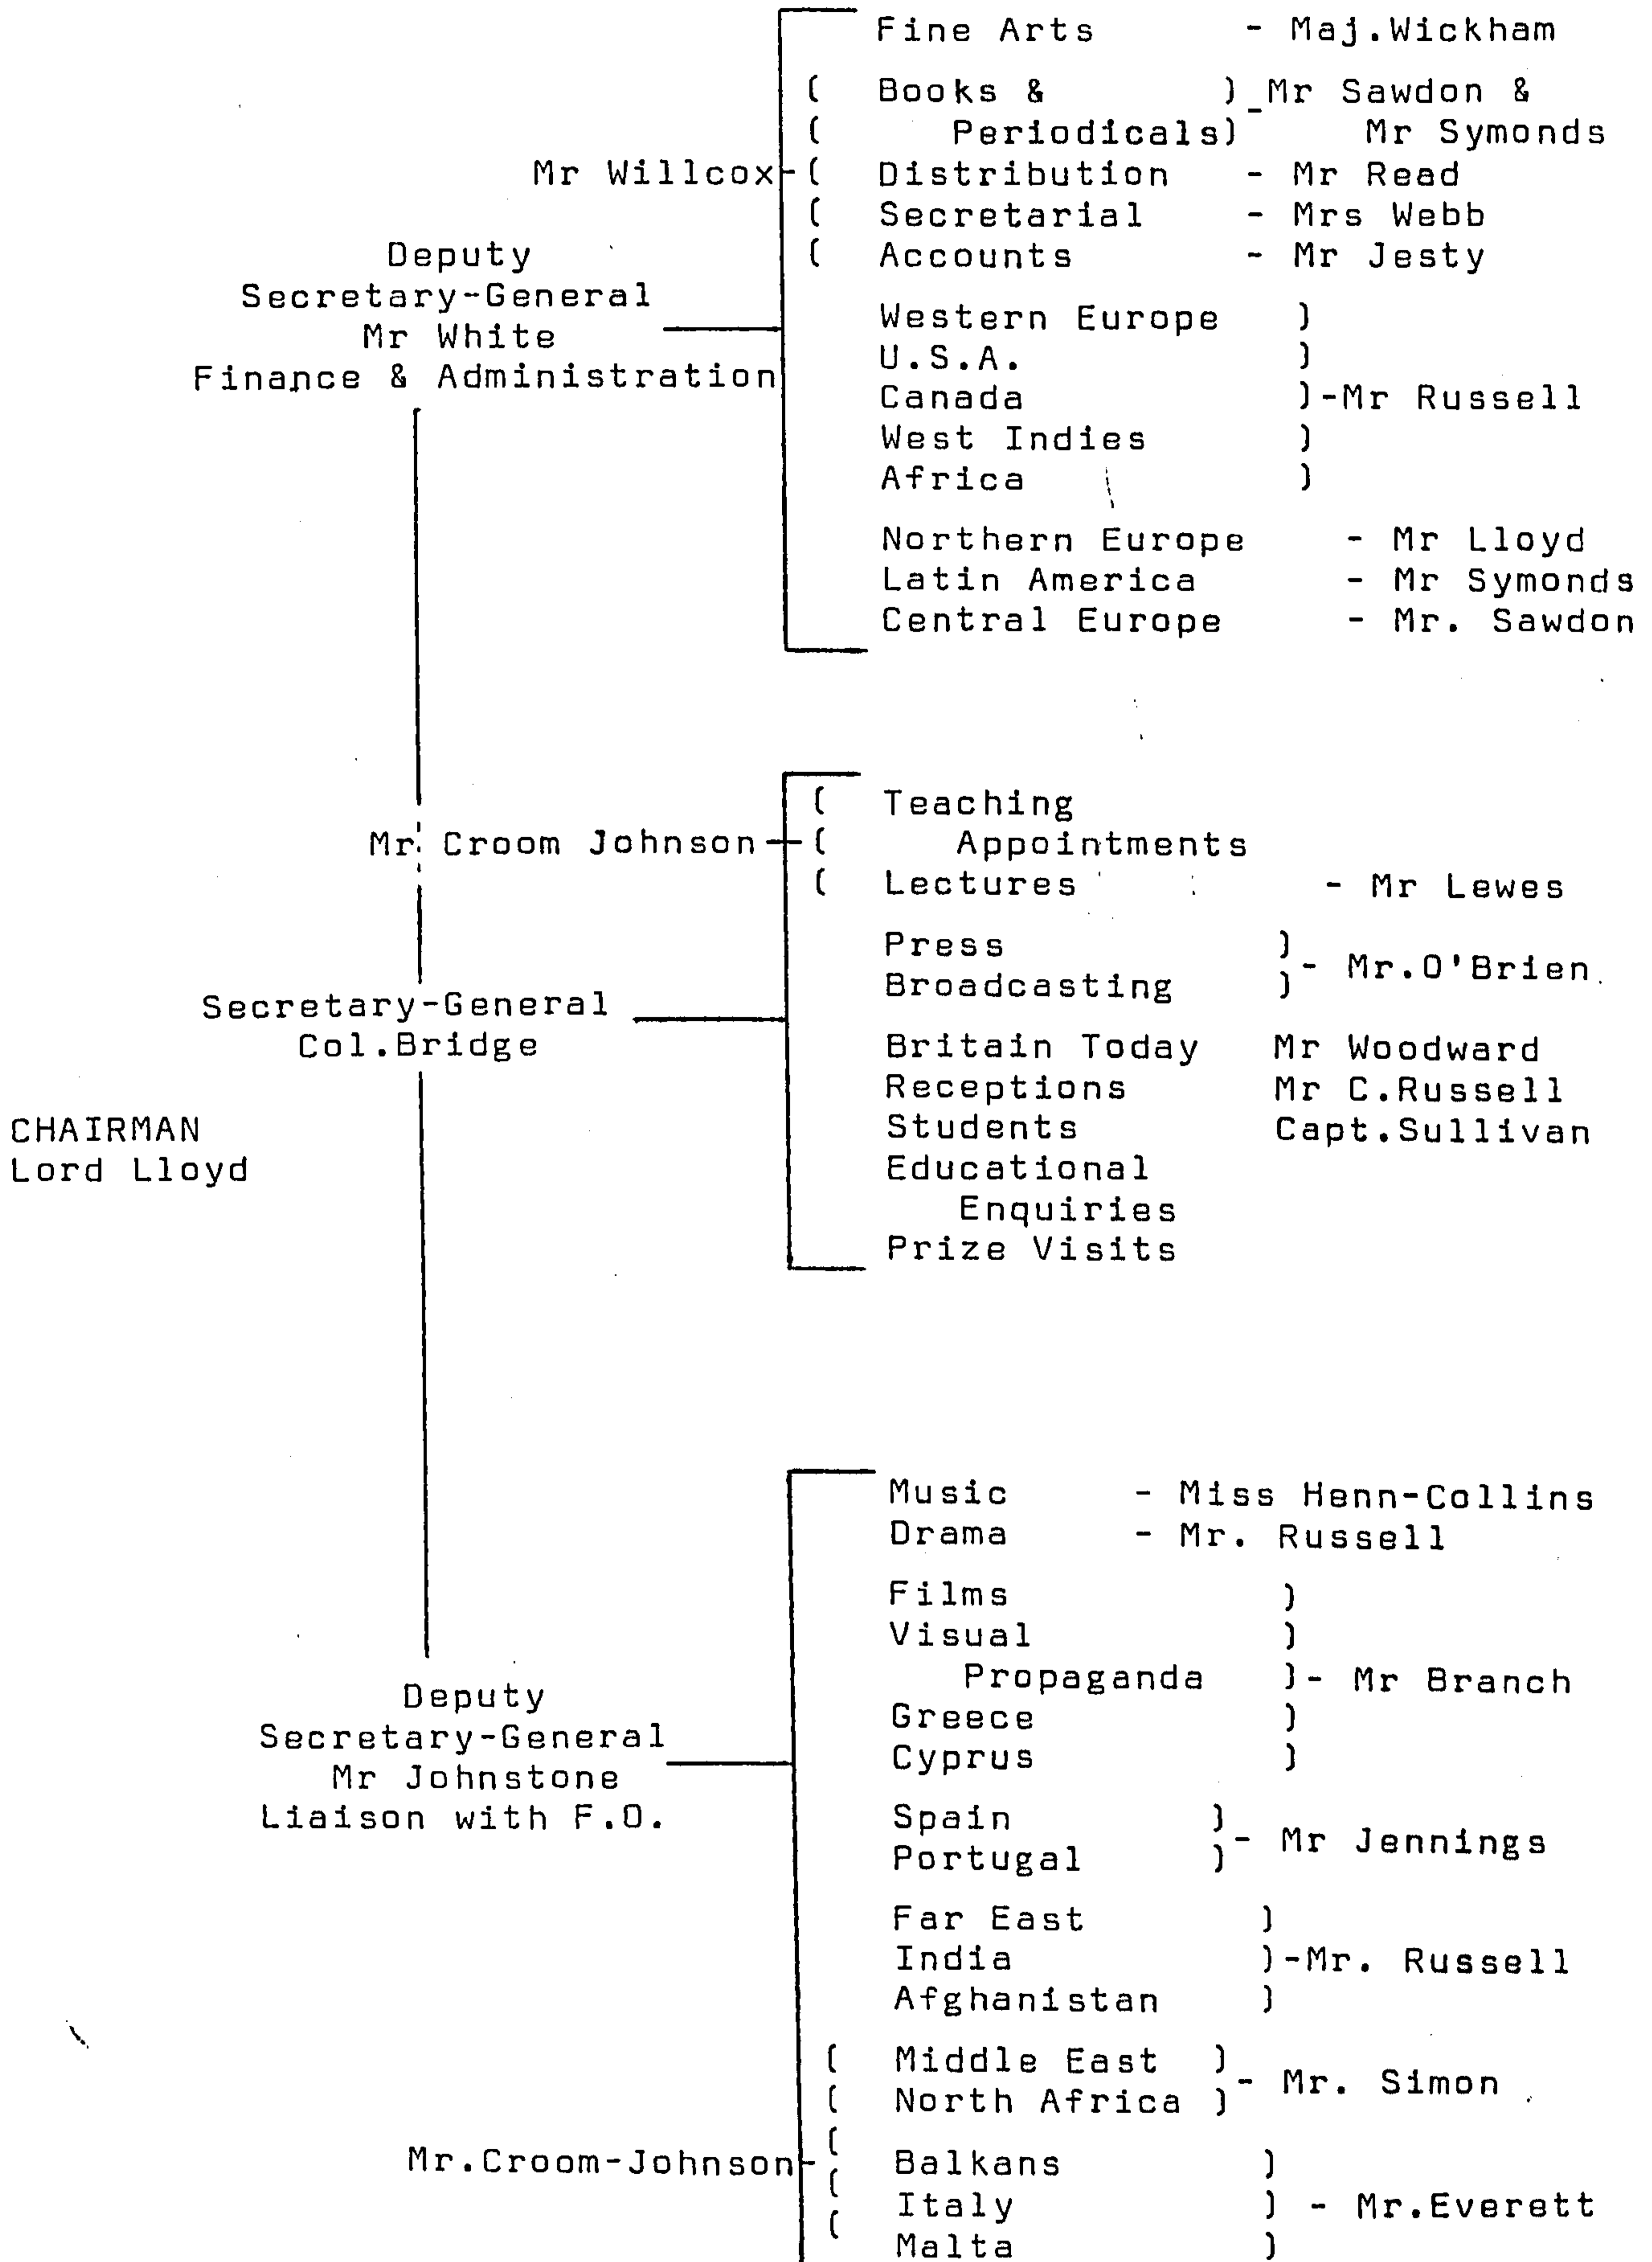 Fine Arts - Maj.Wickham
( Books & )_Mr Sawdon &
( Periodicals) Mr Symonds
Mr Willcox-( Distribution - Mr Read
( Secretarial - Mrs Webb
( Accounts - Mr Jesty
Deputy
Secretary-General
Mr White
Finance & Administration
Western Europe )
U.S.A. )
Canada )-Mr Russell
West Indies )
Africa )
Northern Europe - Mr Lloyd
Latin America - Mr Symonds
Central Europe - Mr. Sawdon
( Teaching
Mr Croom Johnson-( Appointments
( Lectures - Mr Lewes
Press )
Broadcasting ) - Mr.O'Brien
Secretary-General
Col.Bridge
Britain Today Mr Woodward
Receptions Mr C.Russell
Students Capt.Sullivan
Educational
Enquiries
Prize Visits
CHAIRMAN
Lord Lloyd
Music - Miss Henn-Collins
Drama - Mr. Russell
Films )
Visual )
Propaganda )- Mr Branch
Greece )
Cyprus )
Deputy
Secretary-General
Mr Johnstone
Liaison with F.O.
Spain )
Portugal ) - Mr Jennings
Far East )
India )-Mr. Russell
Afghanistan )
( Middle East )
( North Africa ) - Mr. Simon
(
Mr.Croom-Johnson- Balkans )
( Italy ) - Mr.Everett
( Malta )